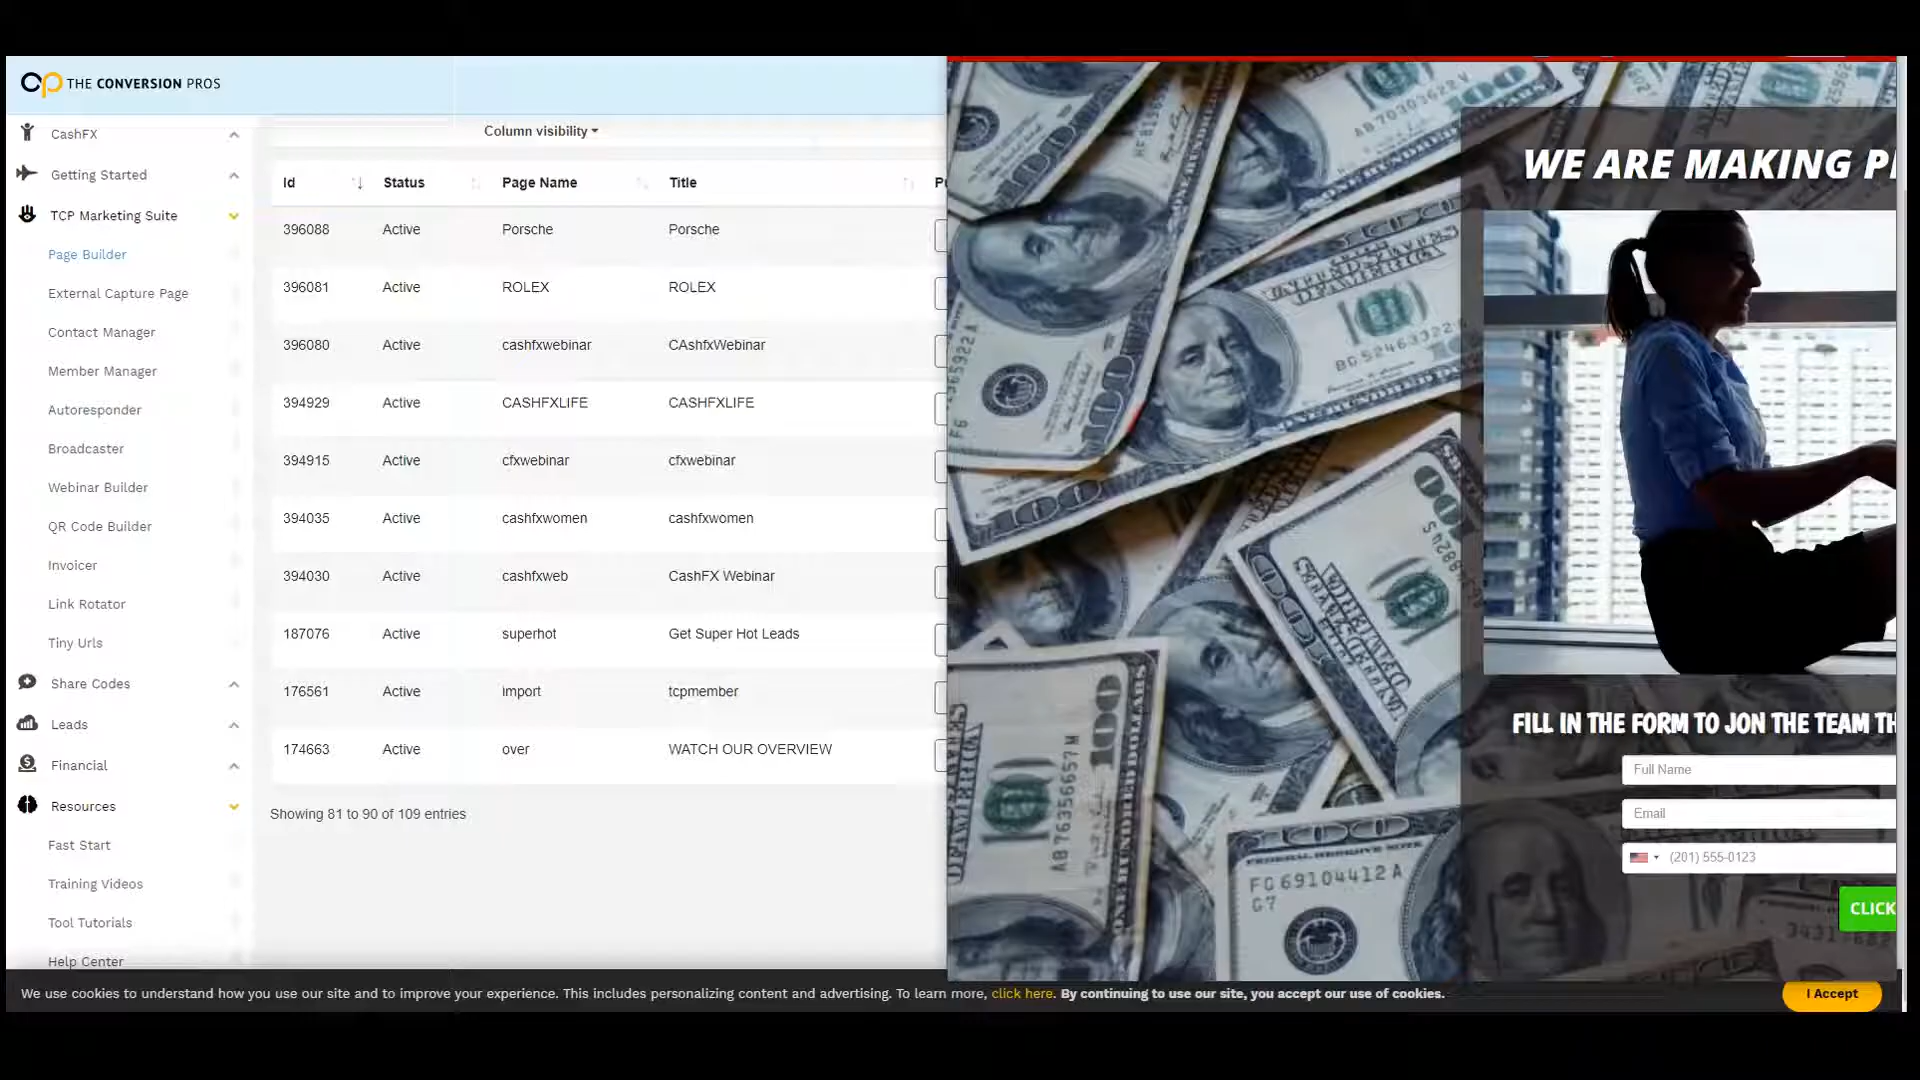 THE CONVERSION PROS
CashFX
Getting Started
TCP Marketing Suite
Page Builder
External Capture Page
Contact Manager
Member Manager
Autoresponder
Broadcaster
Webinar Builder
QR Code Builder
Invoicer
Link Rotator
Tiny Urls
Share Codes
Leads
Financial
Resources
Fast Start
Training Videos
Tool Tutorials
Help Center
Column visibility
Id Status Page Name Title
396088 Active Porsche Porsche
396081 Active ROLEX ROLEX
396080 Active cashfxwebinar CAshfxWebinar
394929 Active CASHFXLIFE CASHFXLIFE
394915 Active cfxwebinar cfxwebinar
394035 Active cashfxwomen cashfxwomen
394030 Active cashfxweb CashFX Webinar
187076 Active superhot Get Super Hot Leads
176561 Active import tcpmember
174663 Active over WATCH OUR OVERVIEW
Showing 81 to 90 of 109 entries
WE ARE MAKING
FILL IN THE FORM TO JON THE TEAM
Full Name
Email
(201) 555-0123
CLICK
AB76356657M
FG69104412A
G7
We use cookies to understand how you use our site and to improve your experience. This includes personalizing content and advertising. To learn more, click here. By continuing to use our site, you accept our use of cookies.
I Accept